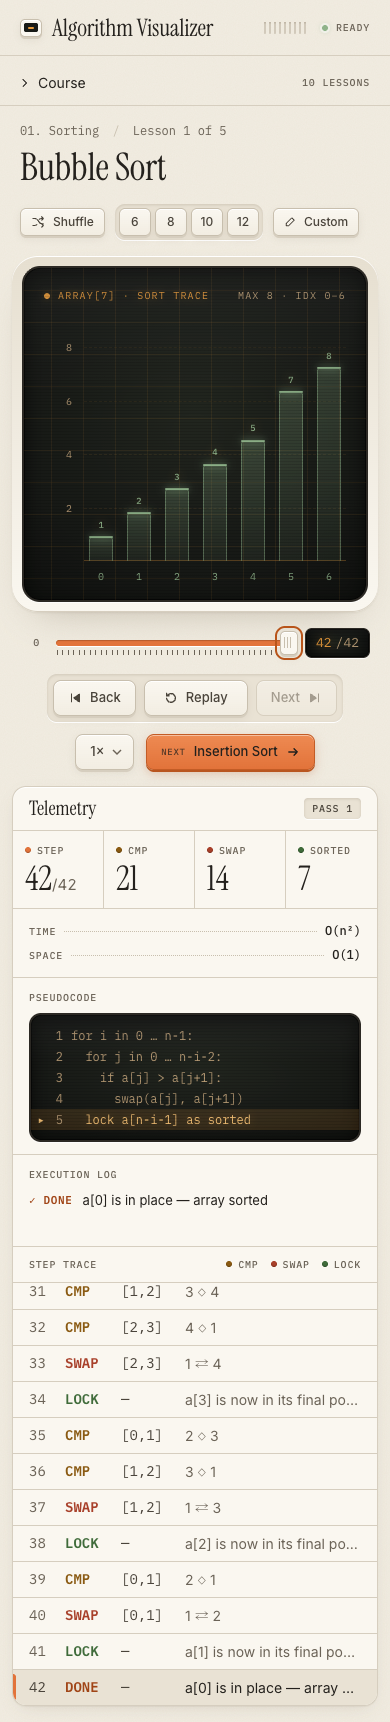 Algorithm Visualizer READY
Course 10 LESSONS
01. Sorting / Lesson 1 of 5
Bubble Sort
Shuffle 6 8 10 12 Custom
ARRAY[7] · SORT TRACE MAX 8 · IDX 0–6
8
6
4
2
1 2 3 4 5 7 8
0 1 2 3 4 5 6
0 42 /42
Back Replay Next
1× NEXT Insertion Sort →
Telemetry PASS 1
STEP CMP SWAP SORTED
42/42 21 14 7
TIME O(n²)
SPACE O(1)
PSEUDOCODE
1 for i in 0 … n-1:
2 for j in 0 … n-i-2:
3 if a[j] > a[j+1]:
4 swap(a[j], a[j+1])
▸ 5 lock a[n-i-1] as sorted
EXECUTION LOG
✓ DONE a[0] is in place — array sorted
STEP TRACE CMP SWAP LOCK
31 CMP [1,2] 3 ◇ 4
32 CMP [2,3] 4 ◇ 1
33 SWAP [2,3] 1 ⇄ 4
34 LOCK — a[3] is now in its final po…
35 CMP [0,1] 2 ◇ 3
36 CMP [1,2] 3 ◇ 1
37 SWAP [1,2] 1 ⇄ 3
38 LOCK — a[2] is now in its final po…
39 CMP [0,1] 2 ◇ 1
40 SWAP [0,1] 1 ⇄ 2
41 LOCK — a[1] is now in its final po…
42 DONE — a[0] is in place — array …